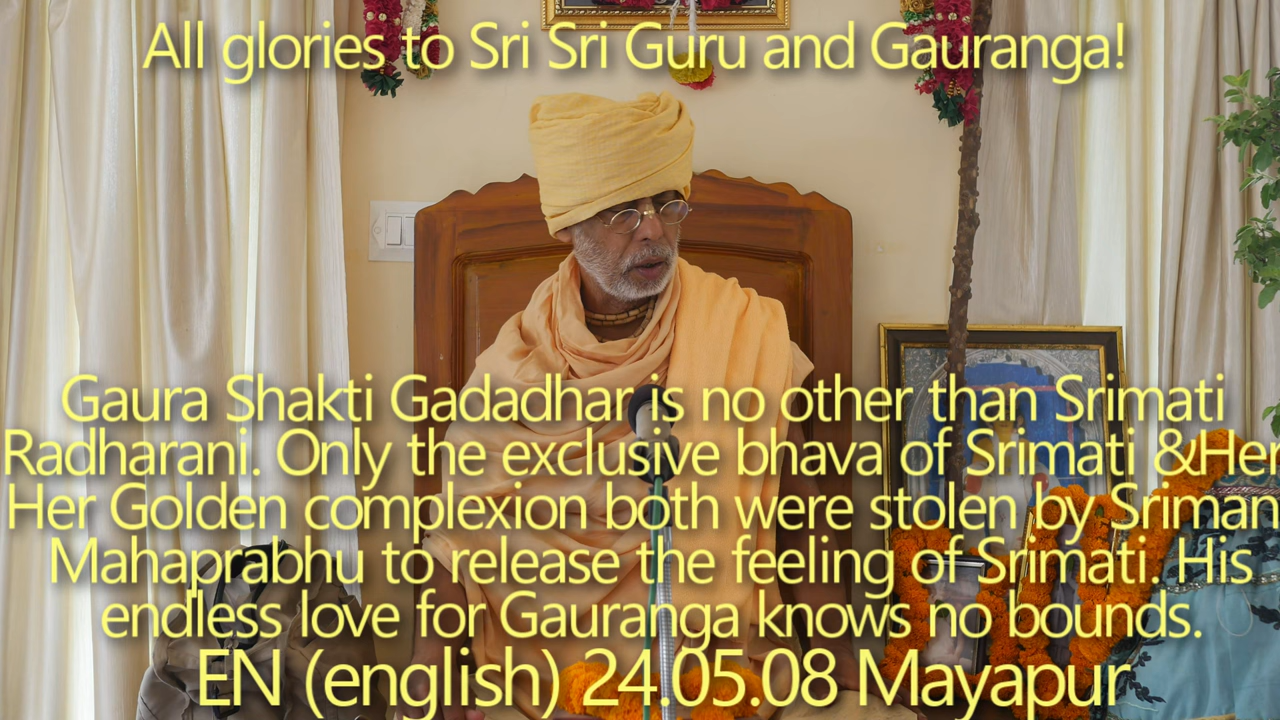 All glories to Sri Sri Guru and Gauranga!
Gaura Shakti Gadadhar is no other than Srimati
Radharani. Only the exclusive bhava of Srimati &Her
Her Golden complexion both were stolen by Sriman
Mahaprabhu to release the feeling of Srimati. His
endless love for Gauranga knows no bounds.
EN (english) 24.05.08 Mayapur